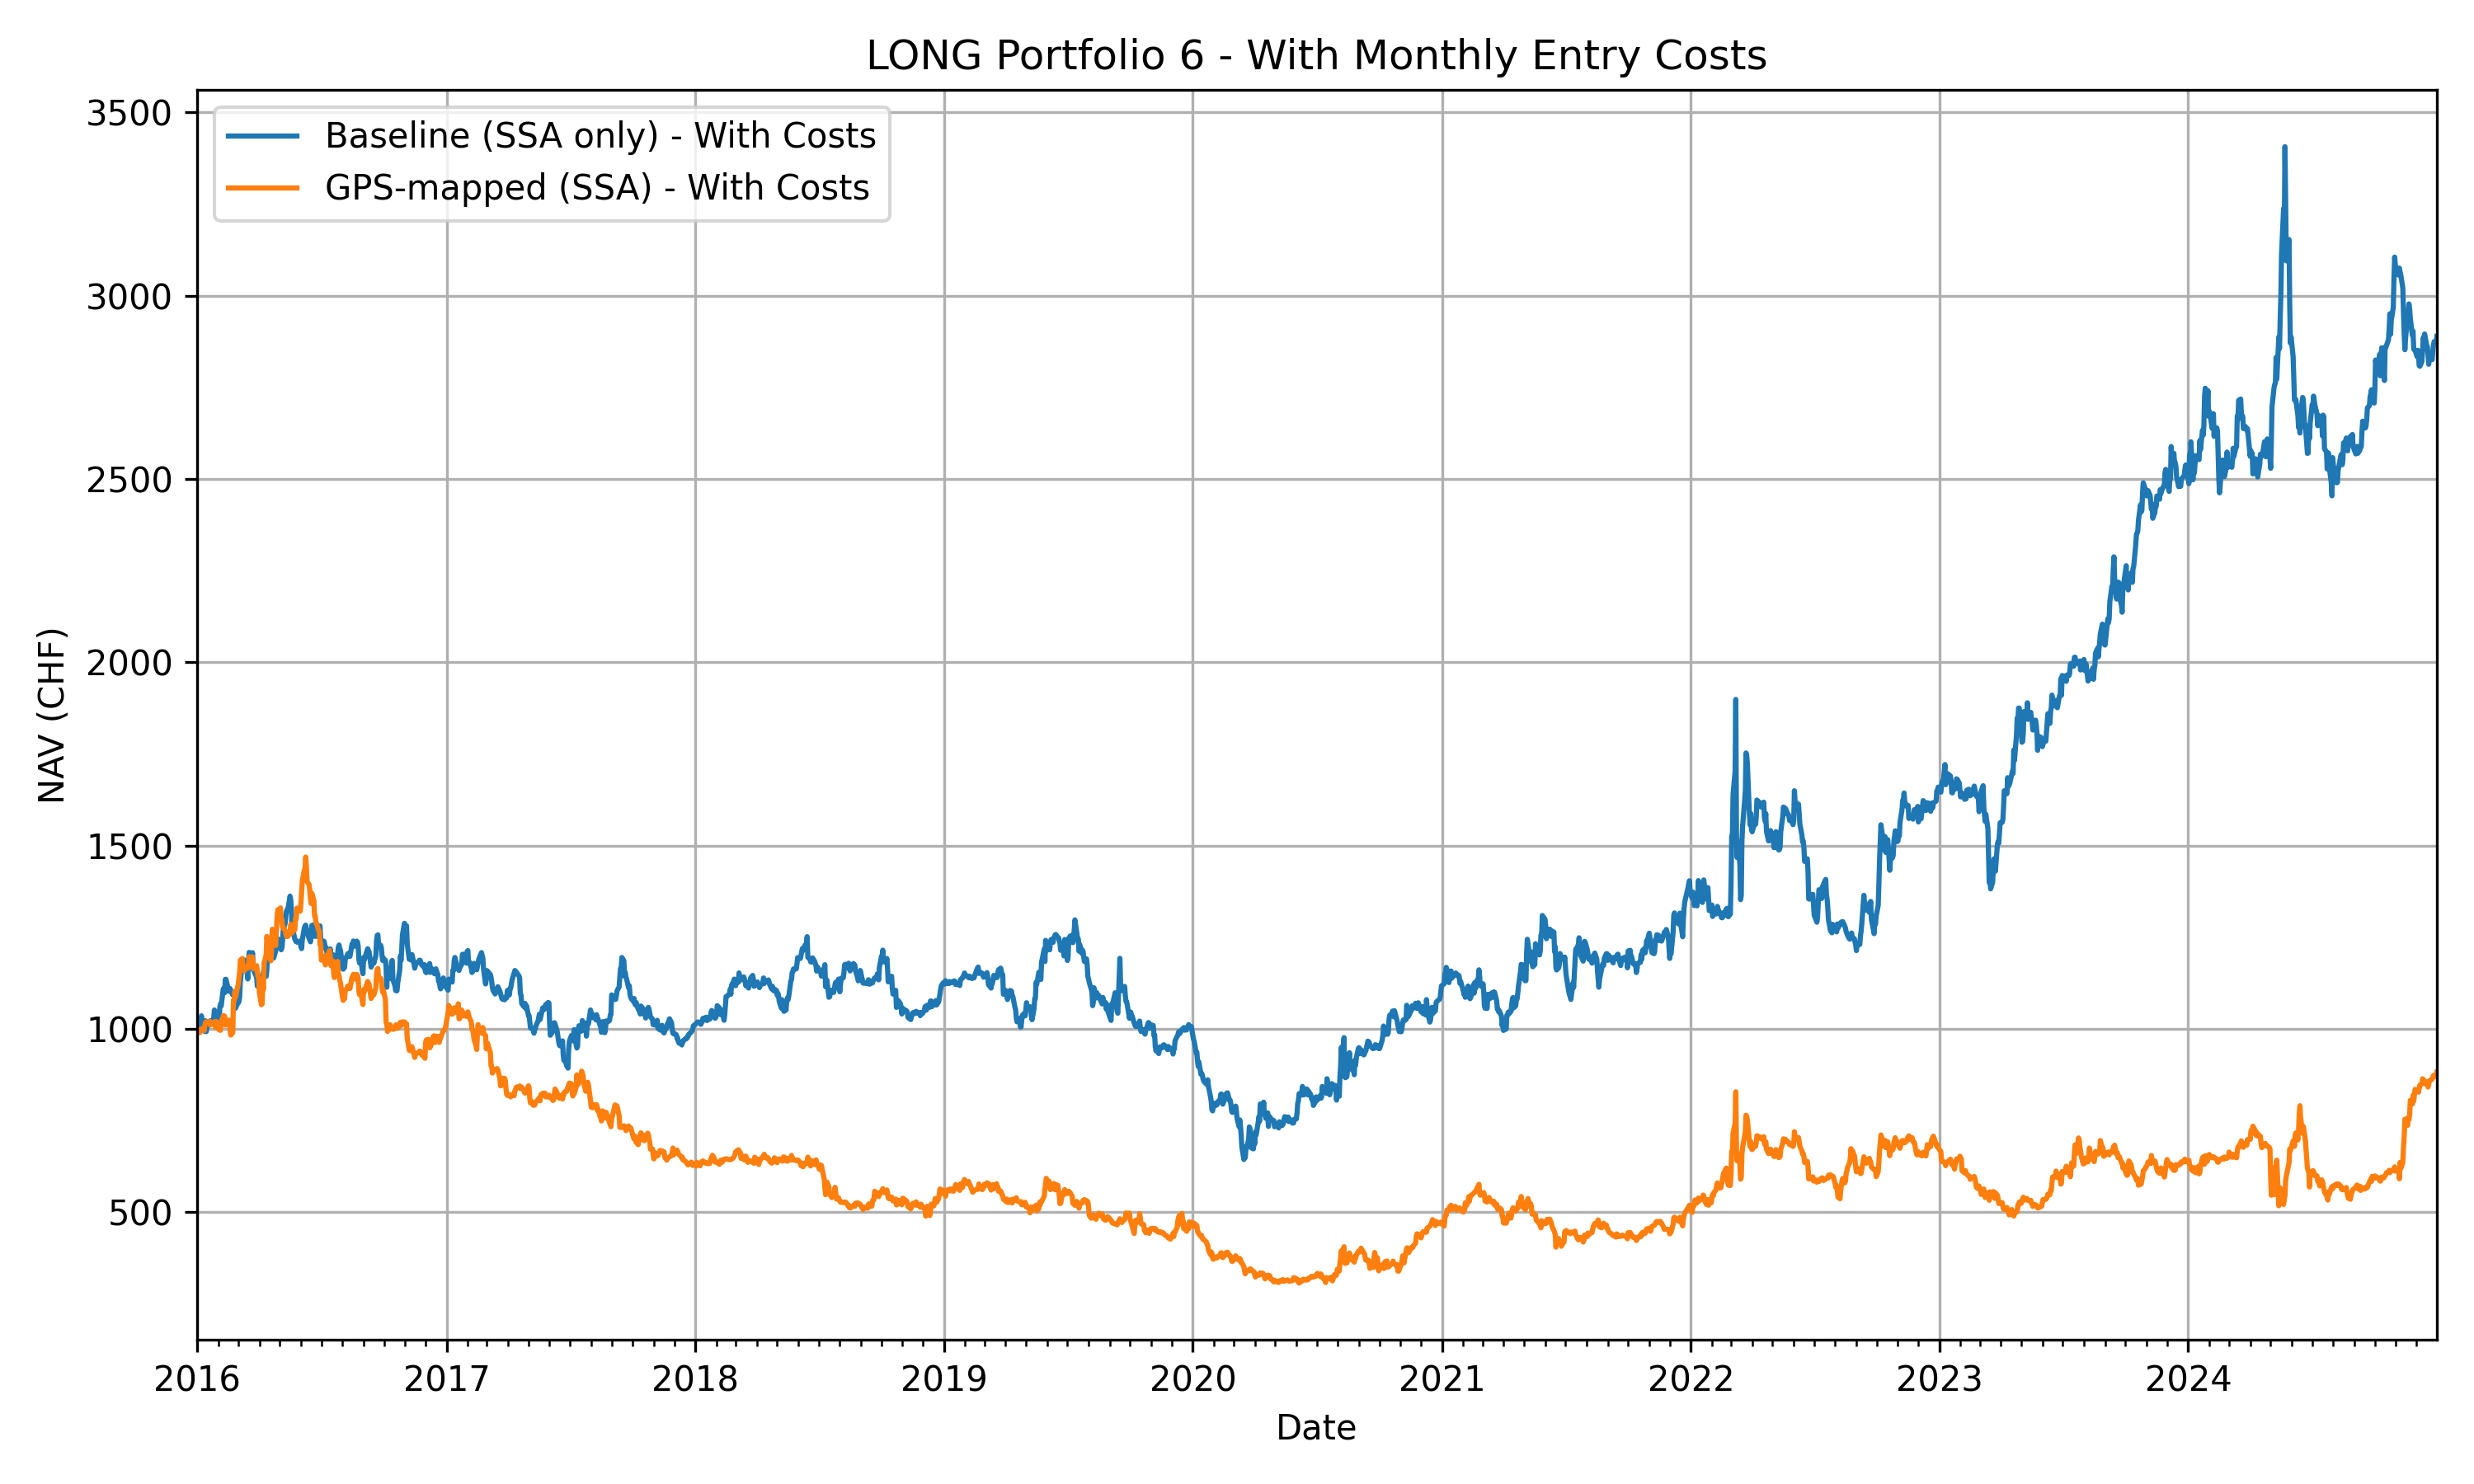 LONG Portfolio 6 - With Monthly Entry Costs
Baseline (SSA only) - With Costs
GPS-mapped (SSA) - With Costs
3500
3000
2500
2000
1500
1000
500
NAV (CHF)
2016 2017 2018 2019 2020 2021 2022 2023 2024
Date